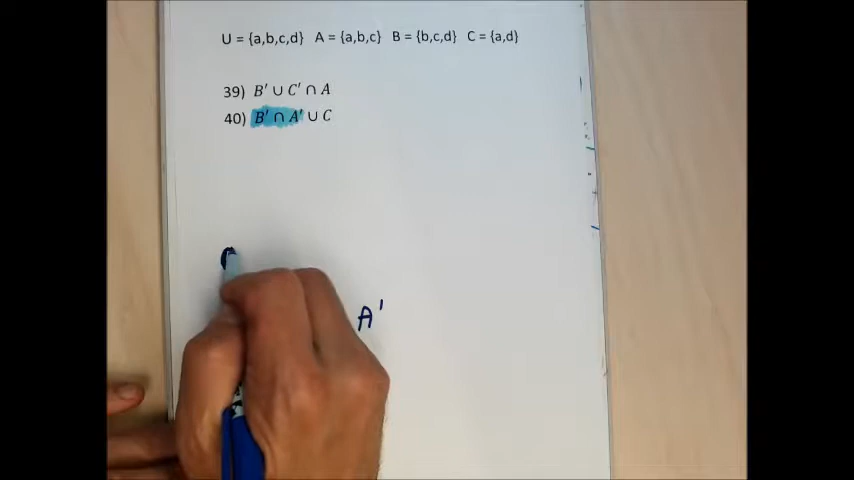 U = {a,b,c,d} A = {a,b,c} B = {b,c,d} C = {a,d}
39) B′ ∪ C′ ∩ A
40) B′ ∩ A′ ∪ C
A'